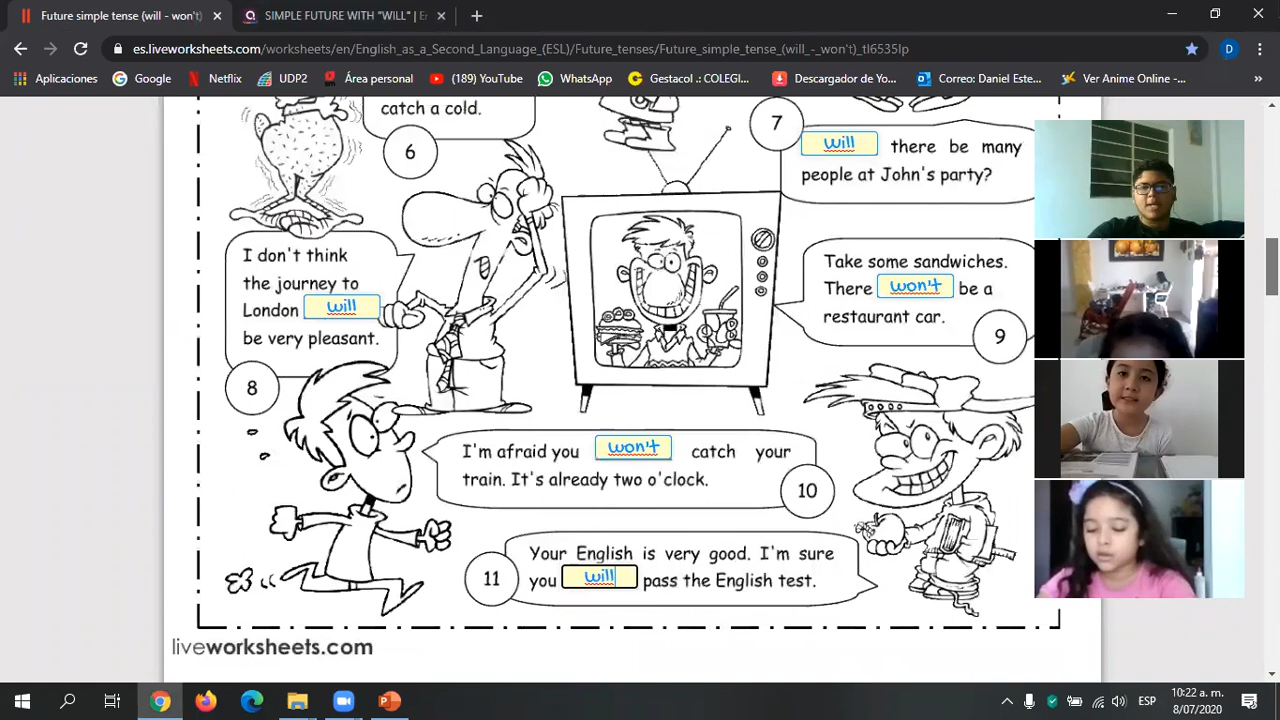 Future simple tense (will - won't)
SIMPLE FUTURE WITH "WILL" | E
es.liveworksheets.com/worksheets/en/English_as_a_Second_Language_(ESL)/Future_tenses/Future_simple_tense_(will_-_won't)_tl6535lp
D
Aplicaciones
Google
Netflix
UDP2
Área personal
(189) YouTube
WhatsApp
Gestacol .: COLEGI...
Descargador de Yo...
Correo: Daniel Este...
Ver Anime Online -...
»
catch a cold.
6
7
will there be many
people at John's party?
I don't think
the journey to
London will
be very pleasant.
8
Take some sandwiches.
There won't be a
restaurant car.
9
I'm afraid you won't catch your
train. It's already two o'clock.
10
11
Your English is very good. I'm sure
you will pass the English test.
liveworksheets.com
ESP
10:22 a. m.
8/07/2020